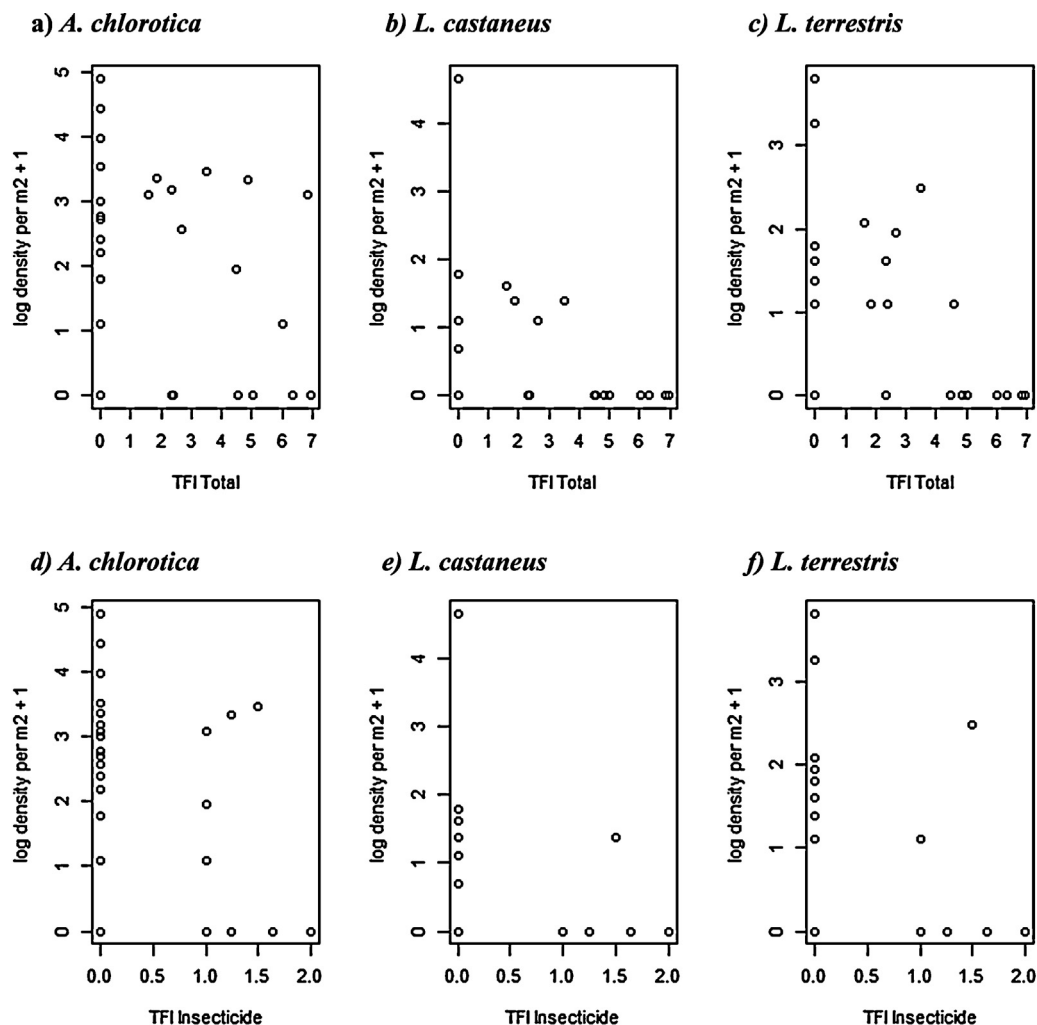 a) A. chlorotica
b) L. castaneus
c) L. terrestris
log density per m2 + 1
5
4
3
2
1
0
0 1 2 3 4 5 6 7
TFI Total
log density per m2 + 1
4
3
2
1
0
0 1 2 3 4 5 6 7
TFI Total
log density per m2 + 1
3
2
1
0
0 1 2 3 4 5 6 7
TFI Total
d) A. chlorotica
e) L. castaneus
f) L. terrestris
log density per m2 + 1
5
4
3
2
1
0
0.0 0.5 1.0 1.5 2.0
TFI Insecticide
log density per m2 + 1
4
3
2
1
0
0.0 0.5 1.0 1.5 2.0
TFI Insecticide
log density per m2 + 1
3
2
1
0
0.0 0.5 1.0 1.5 2.0
TFI Insecticide